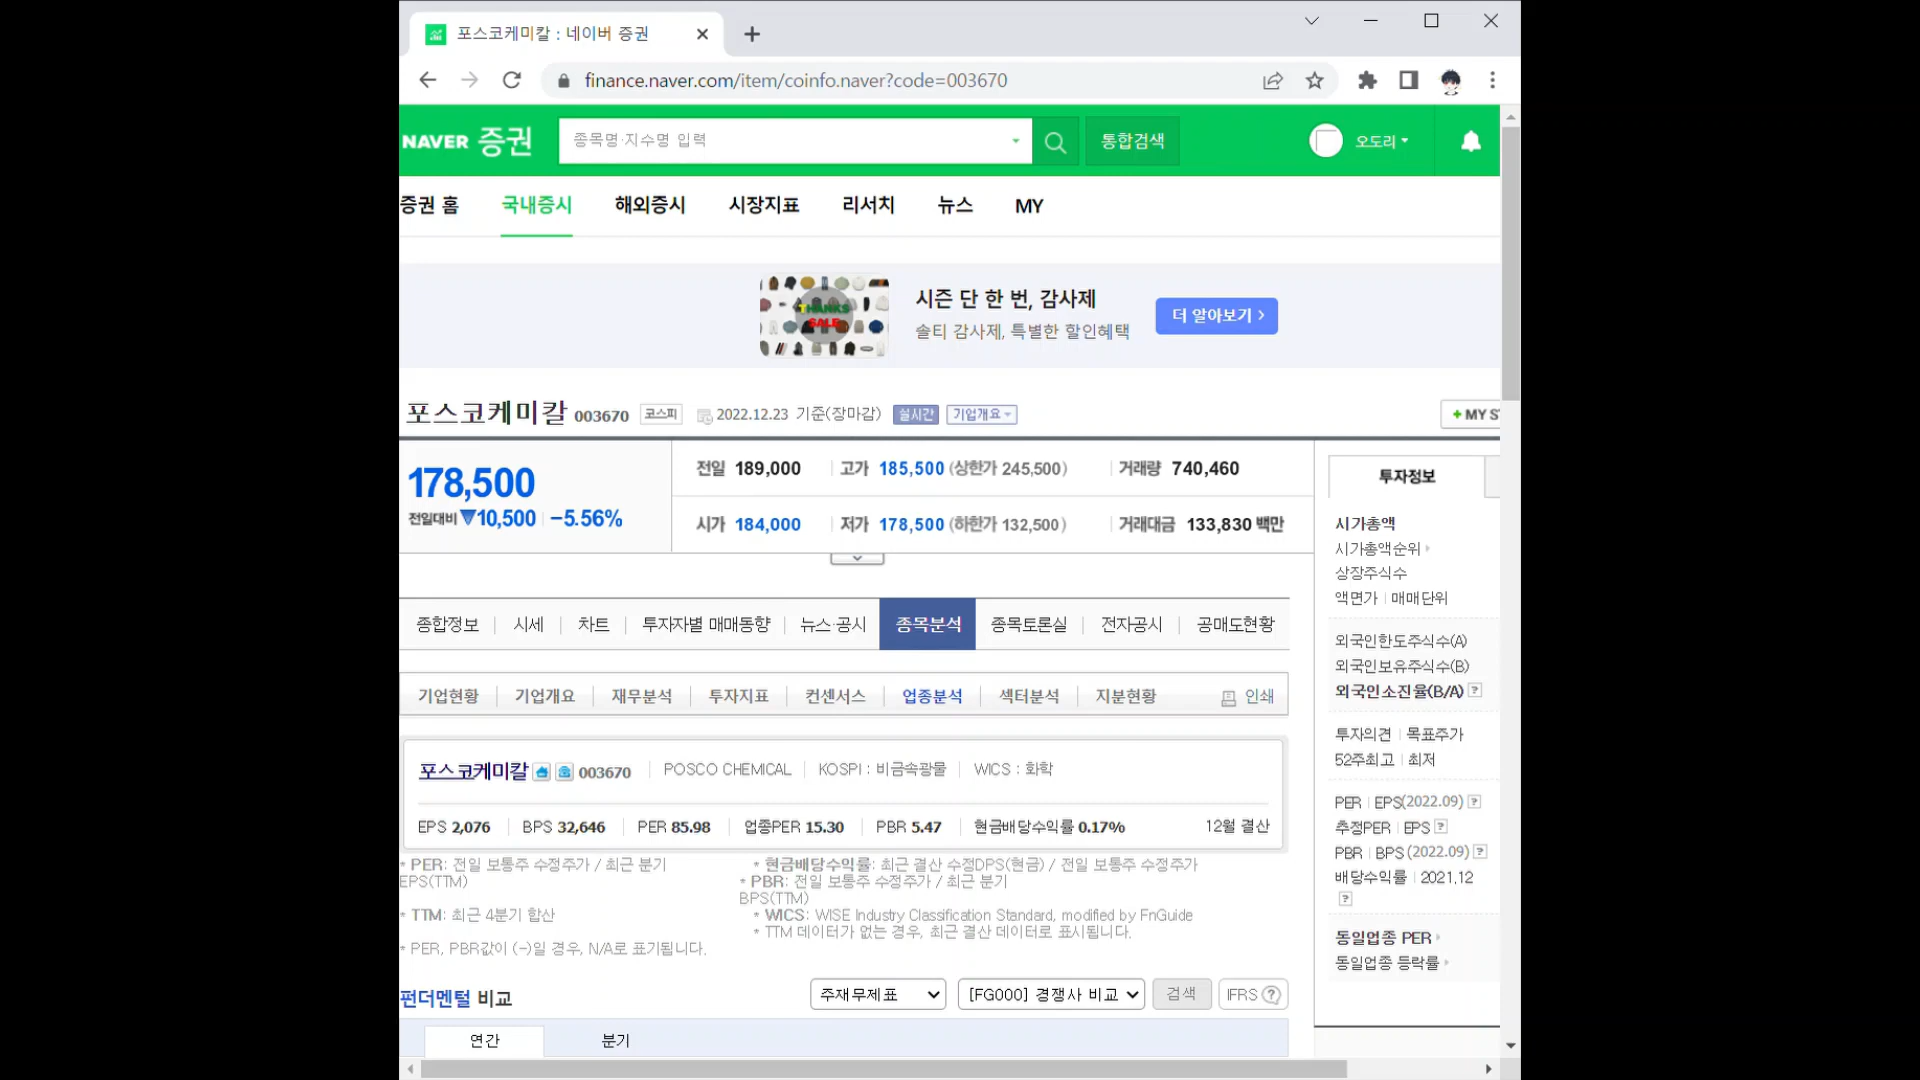 포스코케미칼 : 네이버 증권
finance.naver.com/item/coinfo.naver?code=003670
NAVER 증권 종목명·지수명 입력 통합검색 오도리
증권 홈 국내증시 해외증시 시장지표 리서치 뉴스 MY
THANKS
SALE
시즌 단 한 번, 감사제
솔티 감사제, 특별한 할인혜택
더 알아보기
포스코케미칼 003670 코스피 2022.12.23 기준(장마감) 실시간 기업개요
+ MY S
178,500
전일대비 ▼10,500 -5.56%
전일 189,000 고가 185,500 (상한가 245,500) 거래량 740,460
시가 184,000 저가 178,500 (하한가 132,500) 거래대금 133,830 백만
투자정보
시가총액
시가총액순위
상장주식수
액면가 매매단위
외국인한도주식수(A)
외국인보유주식수(B)
외국인소진율(B/A) ?
투자의견 목표주가
52주최고 최저
PER EPS(2022.09) ?
추정PER EPS ?
PBR BPS (2022.09) ?
배당수익률 2021.12
?
동일업종 PER
동일업종 등락률
종합정보 시세 차트 투자자별 매매동향 뉴스·공시 종목분석 종목토론실 전자공시 공매도현황
기업현황 기업개요 재무분석 투자지표 컨센서스 업종분석 섹터분석 지분현황 인쇄
포스코케미칼 003670 POSCO CHEMICAL KOSPI : 비금속광물 WICS : 화학
EPS 2,076 BPS 32,646 PER 85.98 업종PER 15.30 PBR 5.47 현금배당수익률 0.17% 12월 결산
* PER: 전일 보통주 수정주가 / 최근 분기
EPS(TTM)
* TTM: 최근 4분기 합산
* PER, PBR값이 (-)일 경우, N/A로 표기됩니다.
* 현금배당수익률: 최근 결산 수정DPS(현금) / 전일 보통주 수정주가
* PBR: 전일 보통주 수정주가 / 최근 분기
BPS(TTM)
* WICS: WISE Industry Classification Standard, modified by FnGuide
* TTM 데이터가 없는 경우, 최근 결산 데이터로 표시됩니다.
펀더멘털 비교 주재무제표 [FG000] 경쟁사 비교 검색 IFRS ?
연간 분기